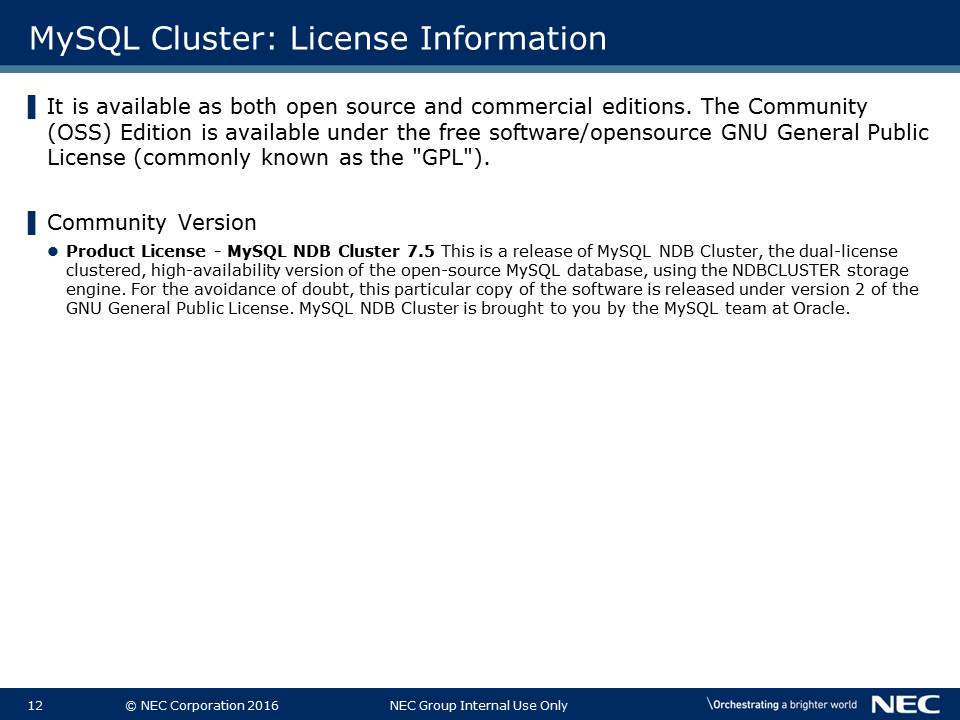 MySQL Cluster: License Information
It is available as both open source and commercial editions. The Community
(OSS) Edition is available under the free software/opensource GNU General Public
License (commonly known as the "GPL").
Community Version
Product License - MySQL NDB Cluster 7.5 This is a release of MySQL NDB Cluster, the dual-license
clustered, high-availability version of the open-source MySQL database, using the NDBCLUSTER storage
engine. For the avoidance of doubt, this particular copy of the software is released under version 2 of the
GNU General Public License. MySQL NDB Cluster is brought to you by the MySQL team at Oracle.
12 © NEC Corporation 2016 NEC Group Internal Use Only \Orchestrating a brighter world NEC